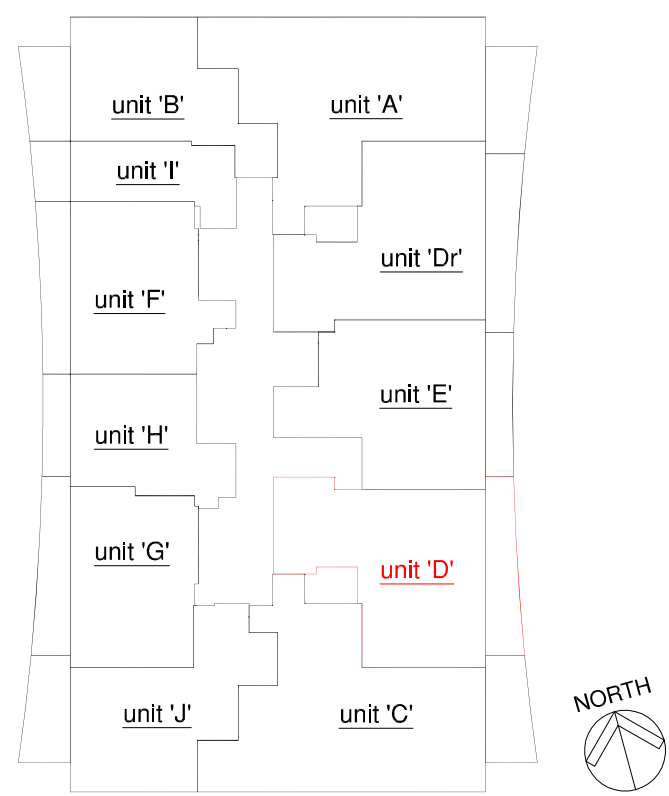 unit 'B'
unit 'A'
unit 'I'
unit 'Dr'
unit 'F'
unit 'E'
unit 'H'
unit 'G'
unit 'D'
unit 'J'
unit 'C'
NORTH